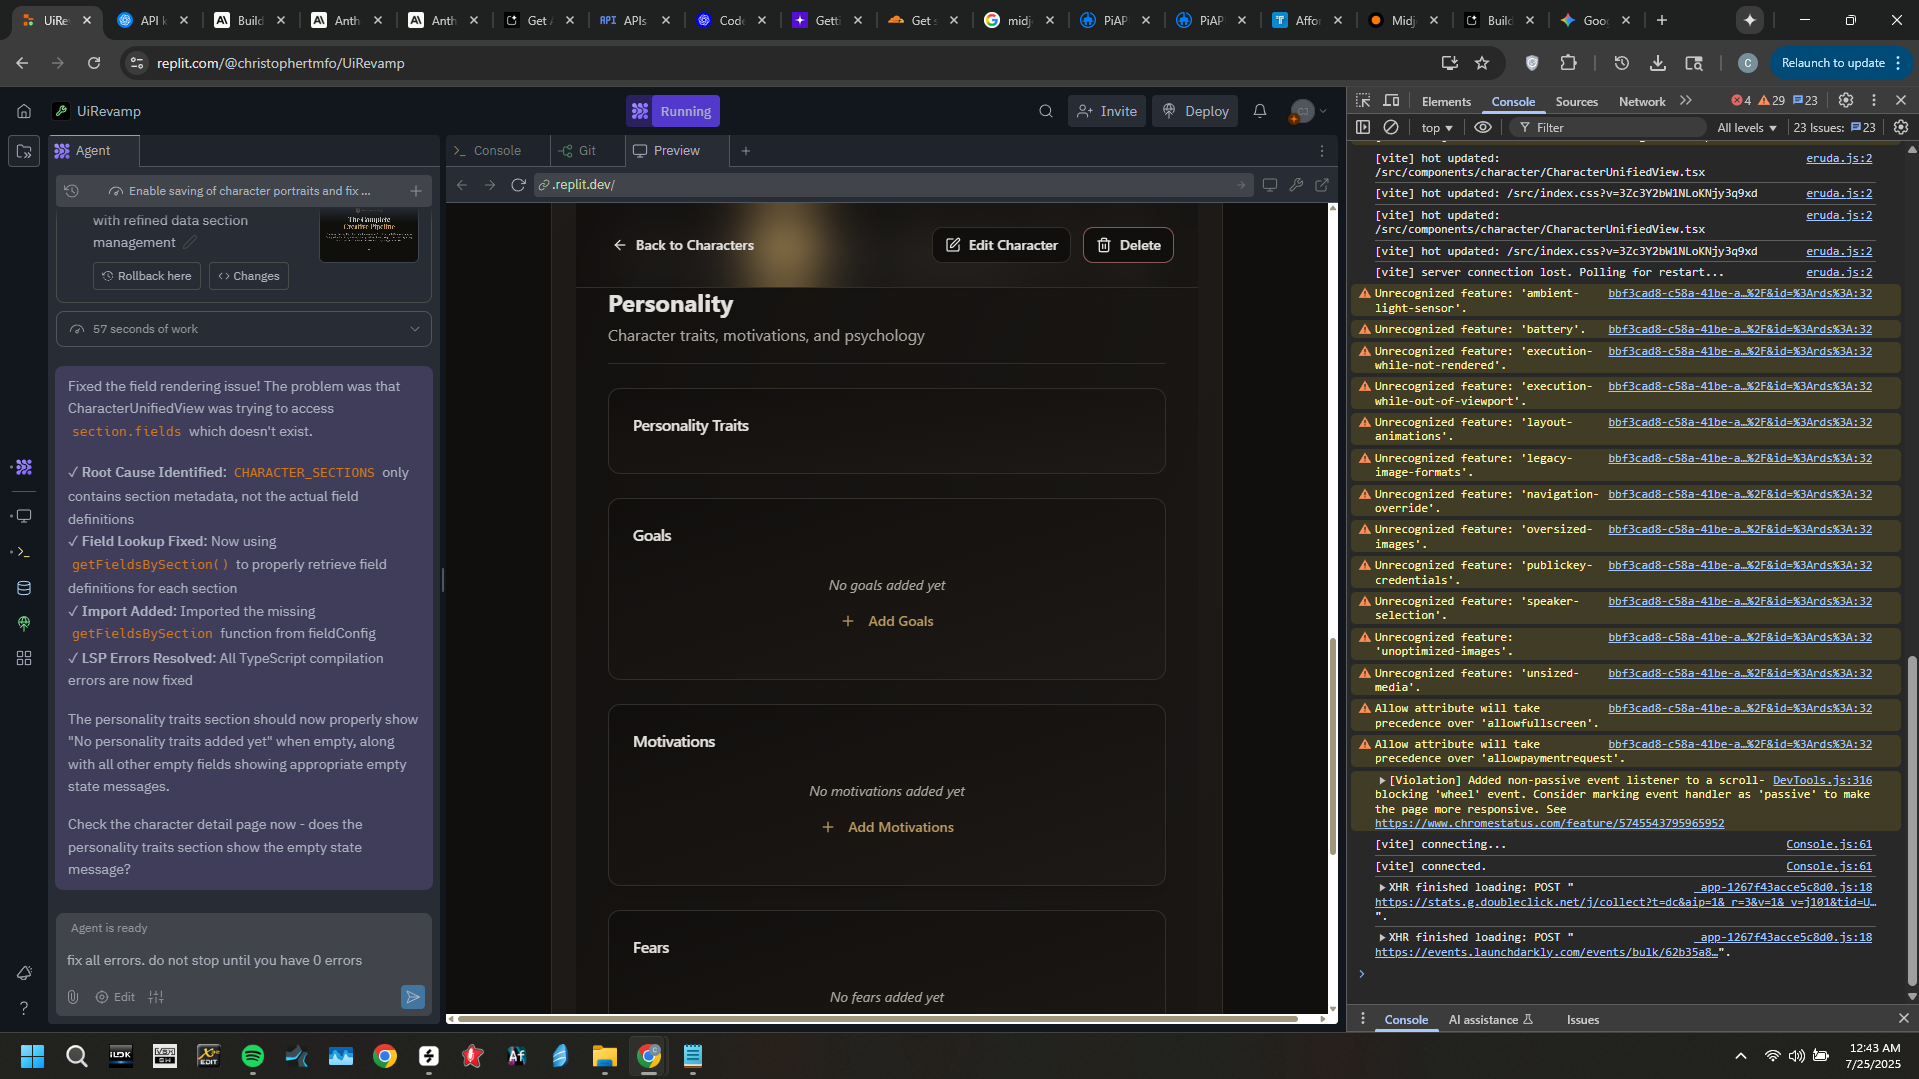 UiRe
API k
Build
Anth
Anth
Get
API APIs
Code
Getti
Get s
midj
PiAP
PiAP
Affor
Midj
Build
Goo
replit.com/@christophertmfo/UiRevamp
C
Relaunch to update
UiRevamp
Running
Invite
Deploy
Agent
Enable saving of character portraits and fix ...
with refined data section
management
The Complete
Creative Pipeline
Rollback here
Changes
57 seconds of work
Fixed the field rendering issue! The problem was that
CharacterUnifiedView was trying to access
section.fields which doesn't exist.
✓ Root Cause Identified: CHARACTER_SECTIONS only
contains section metadata, not the actual field
definitions
✓ Field Lookup Fixed: Now using
getFieldsBySection() to properly retrieve field
definitions for each section
✓ Import Added: Imported the missing
getFieldsBySection function from fieldConfig
✓ LSP Errors Resolved: All TypeScript compilation
errors are now fixed
The personality traits section should now properly show
"No personality traits added yet" when empty, along
with all other empty fields showing appropriate empty
state messages.
Check the character detail page now - does the
personality traits section show the empty state
message?
Agent is ready
fix all errors. do not stop until you have 0 errors
Edit
Console
Git
Preview
.replit.dev/
Back to Characters
Edit Character
Delete
Personality
Character traits, motivations, and psychology
Personality Traits
Goals
No goals added yet
+ Add Goals
Motivations
No motivations added yet
+ Add Motivations
Fears
No fears added yet
Elements
Console
Sources
Network
4
29
23
top
Filter
All levels
23 Issues: 23
[vite] hot updated: eruda.js:2
/src/components/character/CharacterUnifiedView.tsx
[vite] hot updated: /src/index.css?v=3Zc3Y2bW1NLoKNjy3q9xd eruda.js:2
[vite] hot updated: eruda.js:2
/src/components/character/CharacterUnifiedView.tsx
[vite] hot updated: /src/index.css?v=3Zc3Y2bW1NLoKNjy3q9xd eruda.js:2
[vite] server connection lost. Polling for restart... eruda.js:2
Unrecognized feature: 'ambient- bbf3cad8-c58a-41be-a…%2F&id=%3Ards%3A:32
light-sensor'.
Unrecognized feature: 'battery'. bbf3cad8-c58a-41be-a…%2F&id=%3Ards%3A:32
Unrecognized feature: 'execution- bbf3cad8-c58a-41be-a…%2F&id=%3Ards%3A:32
while-not-rendered'.
Unrecognized feature: 'execution- bbf3cad8-c58a-41be-a…%2F&id=%3Ards%3A:32
while-out-of-viewport'.
Unrecognized feature: 'layout- bbf3cad8-c58a-41be-a…%2F&id=%3Ards%3A:32
animations'.
Unrecognized feature: 'legacy- bbf3cad8-c58a-41be-a…%2F&id=%3Ards%3A:32
image-formats'.
Unrecognized feature: 'navigation- bbf3cad8-c58a-41be-a…%2F&id=%3Ards%3A:32
override'.
Unrecognized feature: 'oversized- bbf3cad8-c58a-41be-a…%2F&id=%3Ards%3A:32
images'.
Unrecognized feature: 'publickey- bbf3cad8-c58a-41be-a…%2F&id=%3Ards%3A:32
credentials'.
Unrecognized feature: 'speaker- bbf3cad8-c58a-41be-a…%2F&id=%3Ards%3A:32
selection'.
Unrecognized feature: bbf3cad8-c58a-41be-a…%2F&id=%3Ards%3A:32
'unoptimized-images'.
Unrecognized feature: 'unsized- bbf3cad8-c58a-41be-a…%2F&id=%3Ards%3A:32
media'.
Allow attribute will take bbf3cad8-c58a-41be-a…%2F&id=%3Ards%3A:32
precedence over 'allowfullscreen'.
Allow attribute will take bbf3cad8-c58a-41be-a…%2F&id=%3Ards%3A:32
precedence over 'allowpaymentrequest'.
[Violation] Added non-passive event listener to a scroll- DevTools.js:316
blocking 'wheel' event. Consider marking event handler as 'passive' to make
the page more responsive. See
https://www.chromestatus.com/feature/5745543795965952
[vite] connecting... Console.js:61
[vite] connected. Console.js:61
XHR finished loading: POST " _app-1267f43acce5c8d0.js:18
https://stats.g.doubleclick.net/j/collect?t=dc&aip=1&_r=3&v=1&_v=j101&tid=U…
".
XHR finished loading: POST " _app-1267f43acce5c8d0.js:18
https://events.launchdarkly.com/events/bulk/62b35a8…".
Console
AI assistance
Issues
12:43 AM
7/25/2025